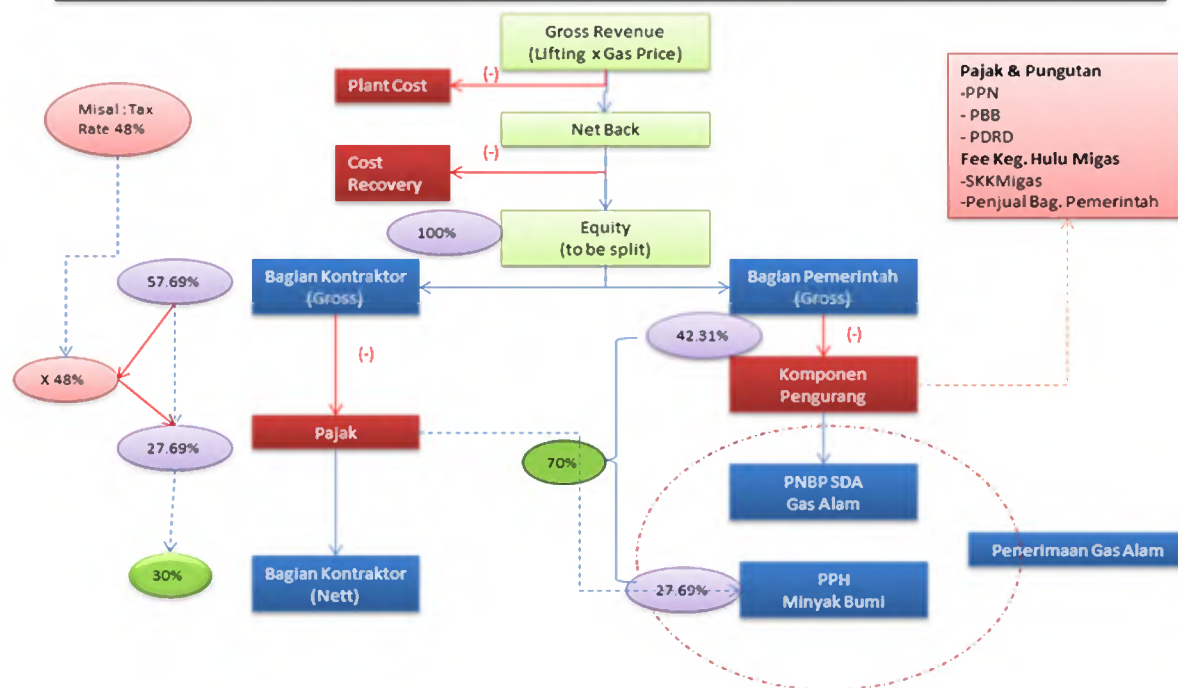 Gross Revenue
(Lifting x Gas Price)
(-)
Plant Cost
Misal : Tax
Rate 48%
Net Back
(-)
Cost
Recovery
Pajak & Pungutan
-PPN
- PBB
- PDRD
Fee Keg. Hulu Migas
-SKKMigas
-Penjual Bag. Pemerintah
100%
Equity
(to be split)
57.69%
Bagian Kontraktor
(Gross)
Bagian Pemerintah
(Gross)
42.31%
(-)
(-)
X 48%
Komponen
Pengurang
27.69%
Pajak
70%
PNBP SDA
Gas Alam
Penerimaan Gas Alam
30%
Bagian Kontraktor
(Nett)
27.69%
PPH
Minyak Bumi